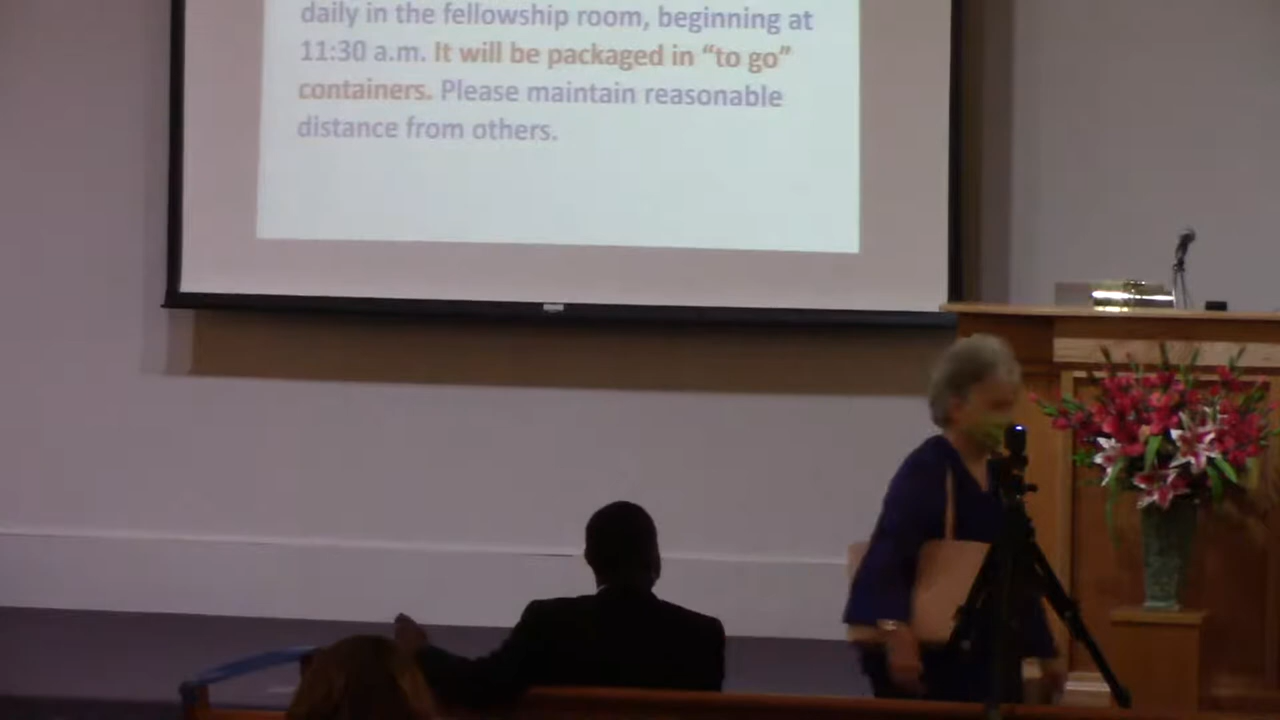 daily in the fellowship room, beginning at
11:30 a.m. It will be packaged in “to go”
containers. Please maintain reasonable
distance from others.